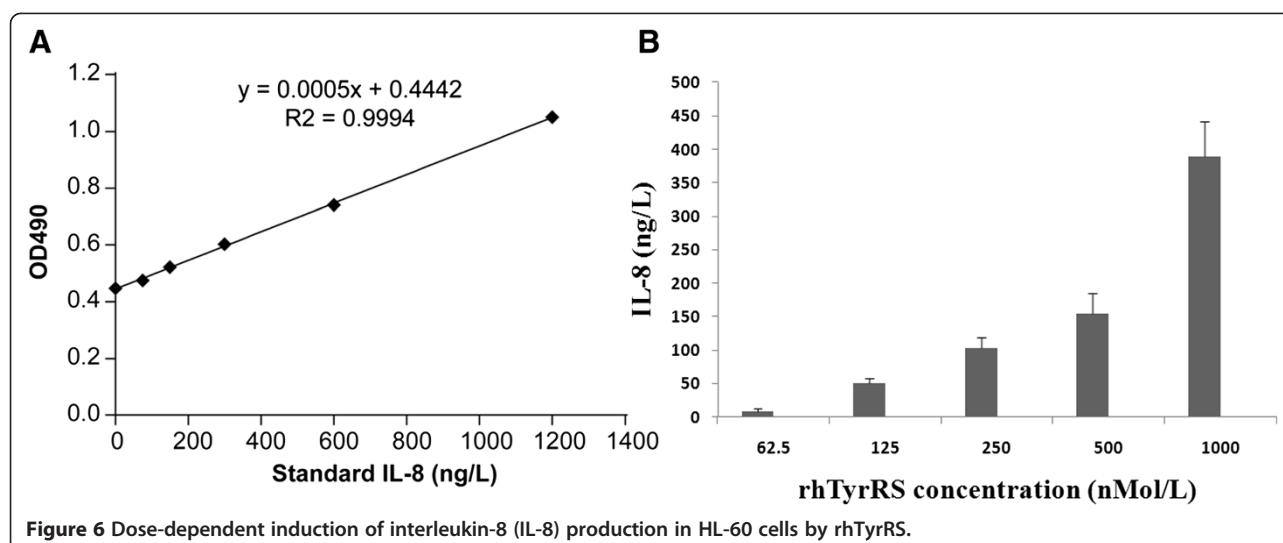 A
y = 0.0005x + 0.4442
R2 = 0.9994
1.2
1.0
0.8
0.6
0.4
0.2
0.0
OD490
0 200 400 600 800 1000 1200 1400
Standard IL-8 (ng/L)
B
500
450
400
350
300
250
200
150
100
50
0
IL-8 (ng/L)
62.5 125 250 500 1000
rhTyrRS concentration (nMol/L)
Figure 6 Dose-dependent induction of interleukin-8 (IL-8) production in HL-60 cells by rhTyrRS.